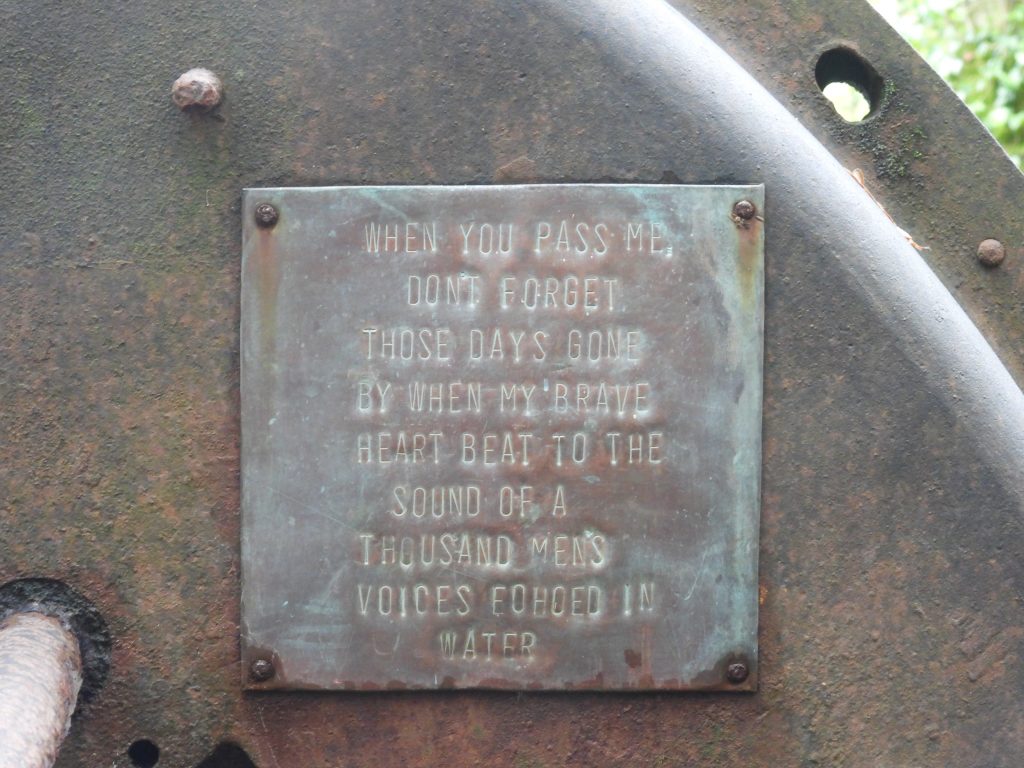 WHEN YOU PASS ME,
DONT FORGET
THOSE DAYS GONE
BY WHEN MY BRAVE
HEART BEAT TO THE
SOUND OF A
THOUSAND MENS
VOICES EOHOED IN
WATER